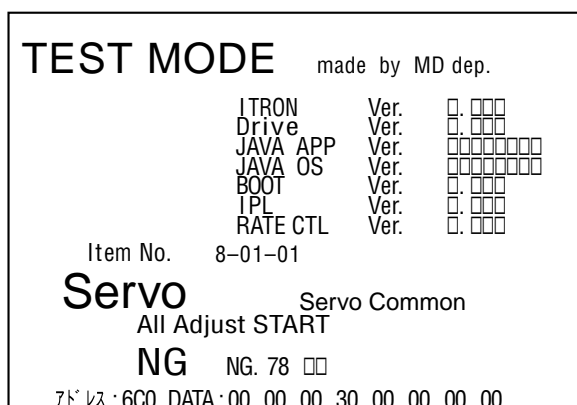 TEST MODE made by MD dep.
ITRON Ver. □. □□□
Drive Ver. □. □□□
JAVA APP Ver. □□□□□□□□
JAVA OS Ver. □□□□□□□□
BOOT Ver. □. □□□
IPL Ver. □. □□□
RATE CTL Ver. □. □□□
Item No. 8–01–01
Servo Servo Common
All Adjust START
NG NG. 78 □□
ｱﾄﾞﾚｽ : 6C0 DATA : 00 00 00 30 00 00 00 00